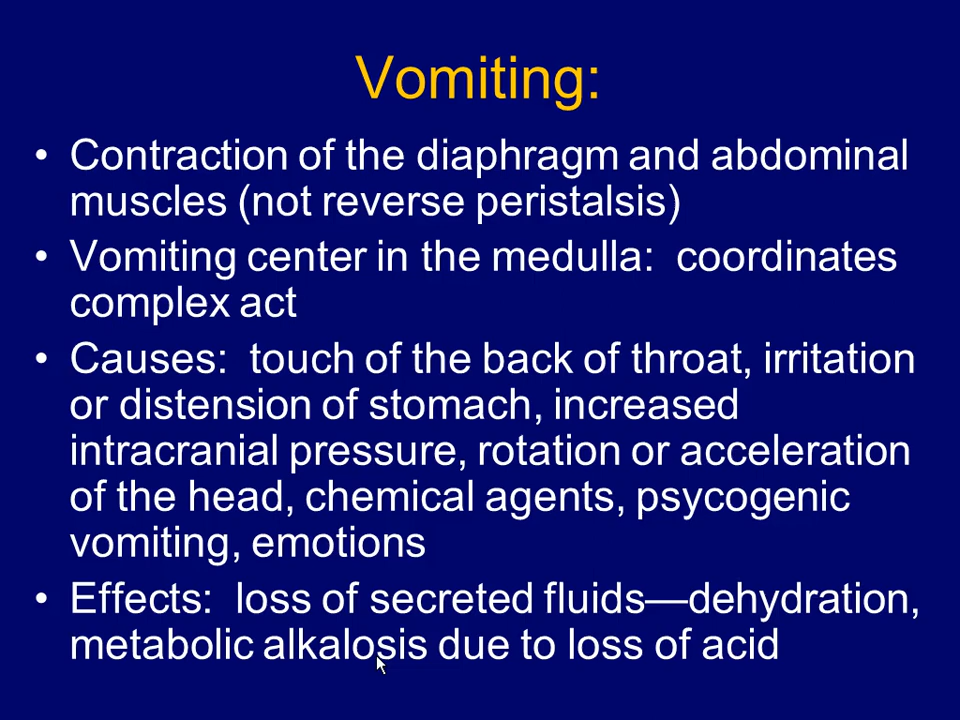 Vomiting:
• Contraction of the diaphragm and abdominal
muscles (not reverse peristalsis)
• Vomiting center in the medulla:  coordinates
complex act
• Causes:  touch of the back of throat, irritation
or distension of stomach, increased
intracranial pressure, rotation or acceleration
of the head, chemical agents, psycogenic
vomiting, emotions
• Effects:  loss of secreted fluids—dehydration,
metabolic alkalosis due to loss of acid